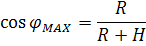 cos φ_MAX = R / (R + H)